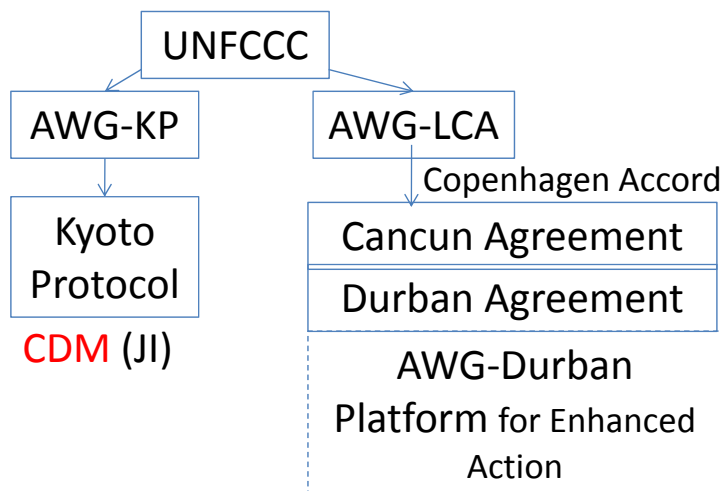 UNFCCC
AWG-KP
AWG-LCA
Copenhagen Accord
Kyoto
Protocol
CDM (JI)
Cancun Agreement
Durban Agreement
AWG-Durban
Platform for Enhanced
Action